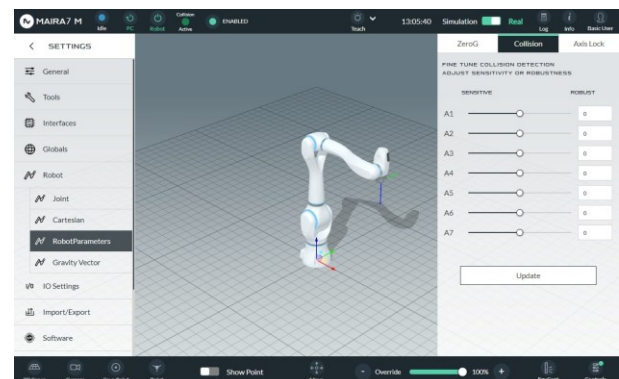 MAIRA7 M
Idle
PC
Robot
Collision
Active
ENABLED
Teach
13:05:40
Simulation
Real
Log
Info
Basic User
SETTINGS
General
Tools
Interfaces
Globals
Robot
Joint
Cartesian
RobotParameters
Gravity Vector
IO Settings
Import/Export
Software
ZeroG
Collision
Axis Lock
FINE TUNE COLLISION DETECTION
ADJUST SENSITIVITY OR ROBUSTNESS
SENSITIVE ROBUST
A1 0
A2 0
A3 0
A4 0
A5 0
A6 0
A7 0
Update
Show Point
- Override 100% +